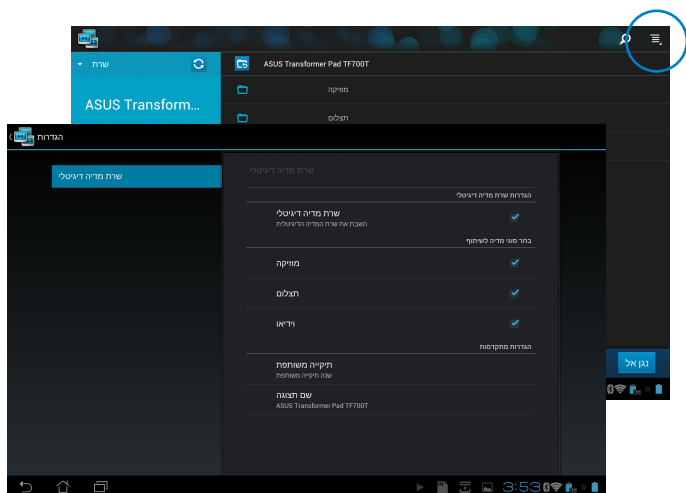 שרת
ASUS Transformer Pad TF700T
ASUS Transform...
מוזיקה
תצלום
הגדרות
שרת מדיה דיגיטלי
שרת מדיה דיגיטלי
הגדרות שרת מדיה דיגיטלי
שרת מדיה דיגיטלי
השבת את שרת המדיה הדיגיטלית
בחר סוגי מדיה לשיתוף
מוזיקה
תצלום
וידיאו
הגדרות מתקדמות
תיקייה משותפת
שנה תיקייה משותפת
שם תצוגה
ASUS Transformer Pad TF700T
נגן אל
3:53